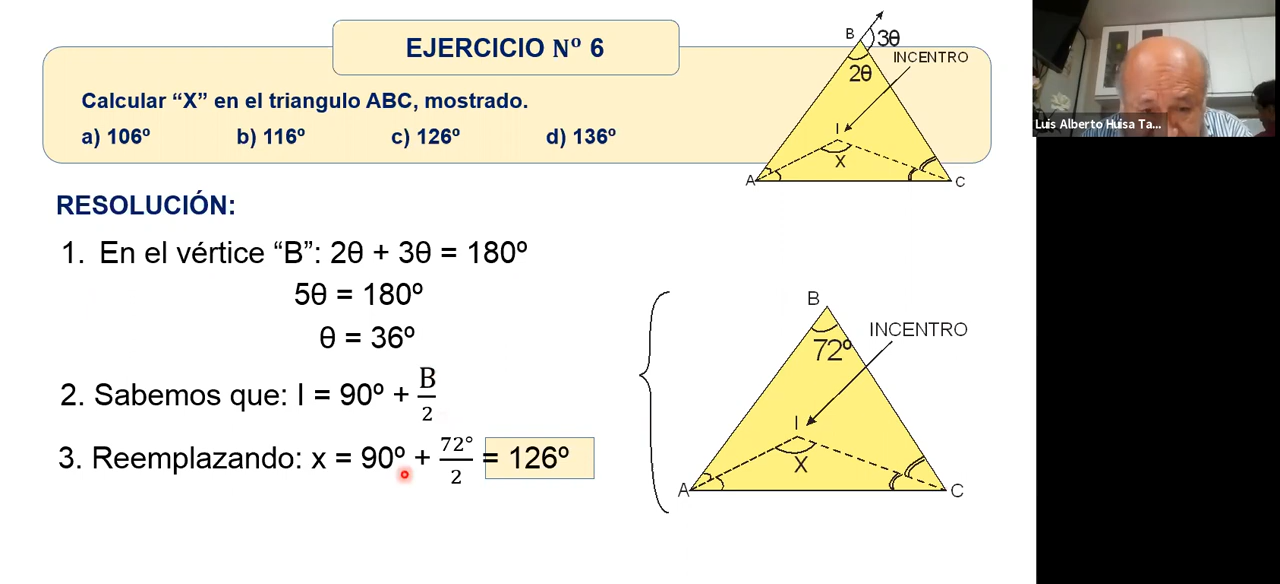 EJERCICIO Nº 6
Calcular “X” en el triangulo ABC, mostrado.
a) 106º b) 116º c) 126º d) 136º
B
3θ
INCENTRO
2θ
I
X
A
C
Luis Alberto Huisa Ta...
RESOLUCIÓN:
1. En el vértice “B”: 2θ + 3θ = 180º
5θ = 180º
θ = 36º
2. Sabemos que: I = 90º + B/2
3. Reemplazando: x = 90º + 72°/2 = 126º
B
INCENTRO
72º
I
X
A
C